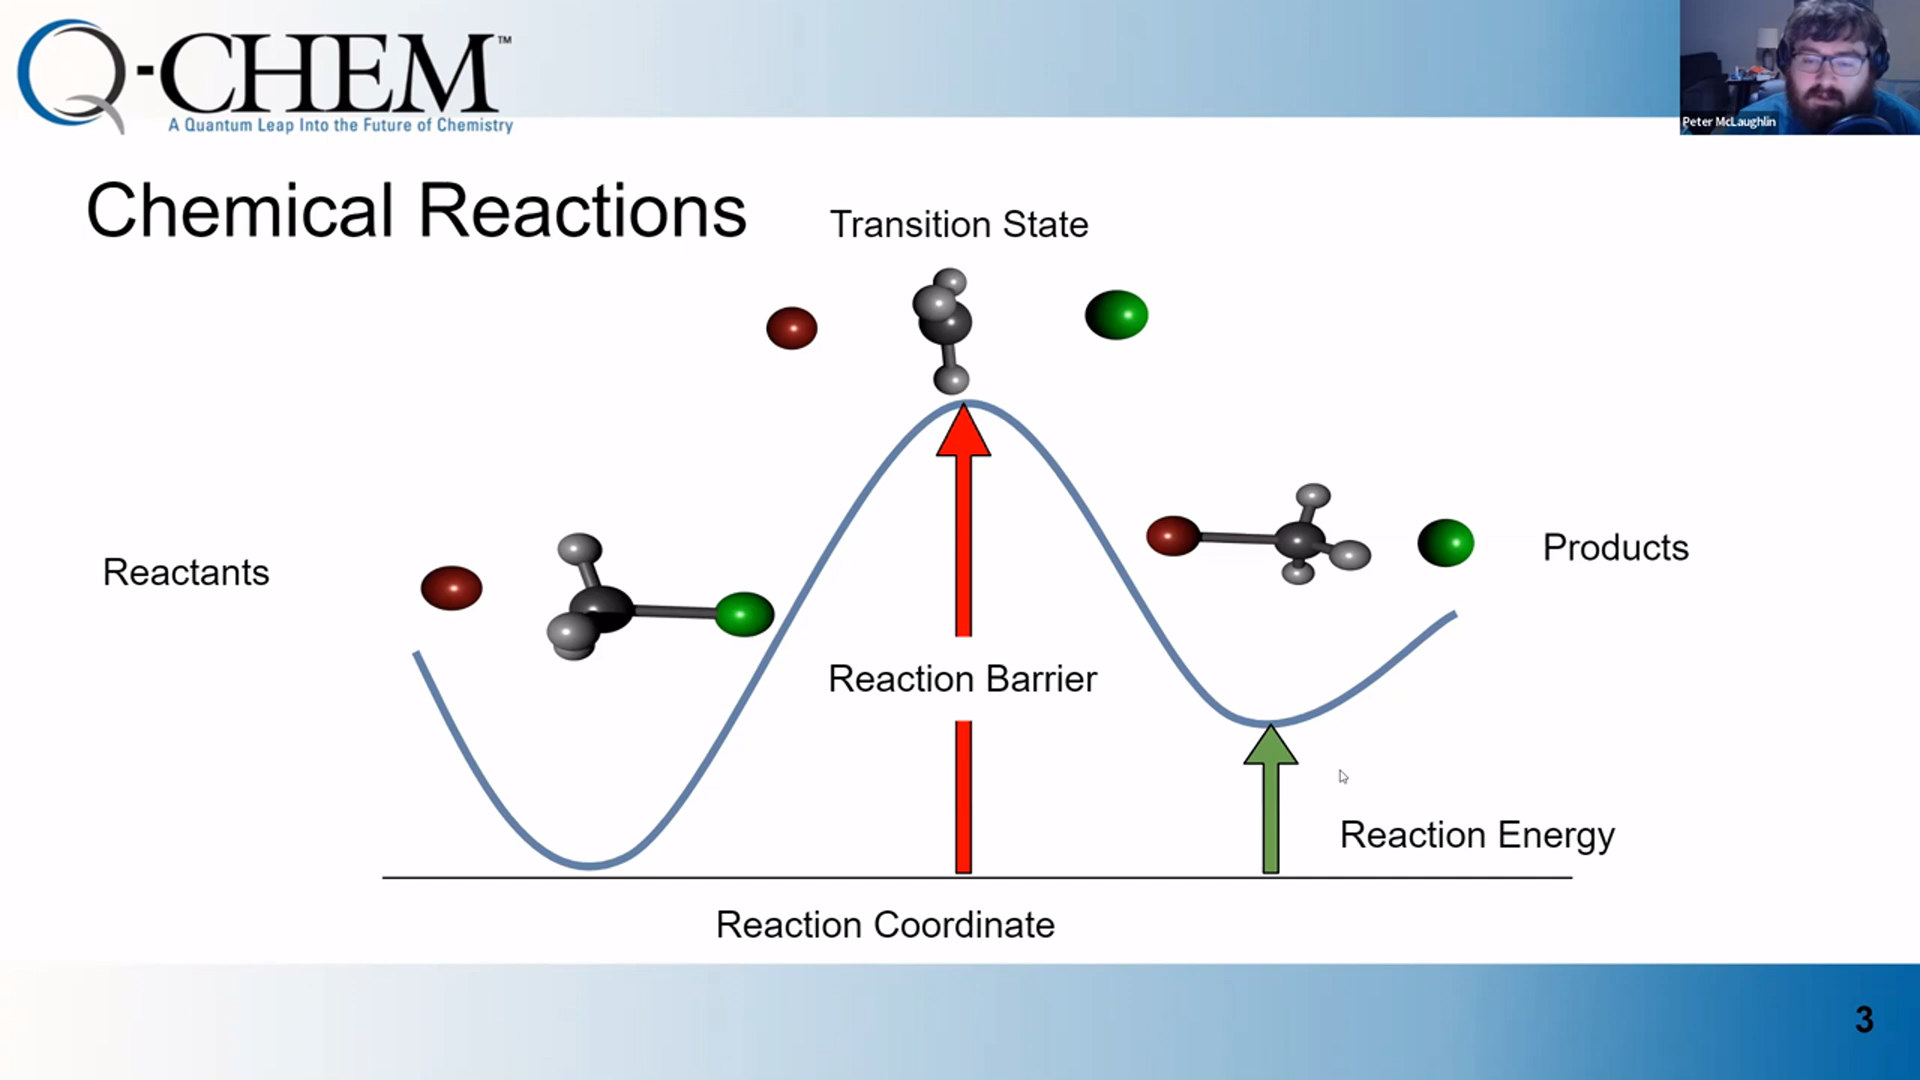 Q-CHEM™
A Quantum Leap Into the Future of Chemistry
Peter McLaughlin
Chemical Reactions
Transition State
Reactants
Products
Reaction Barrier
Reaction Energy
Reaction Coordinate
3